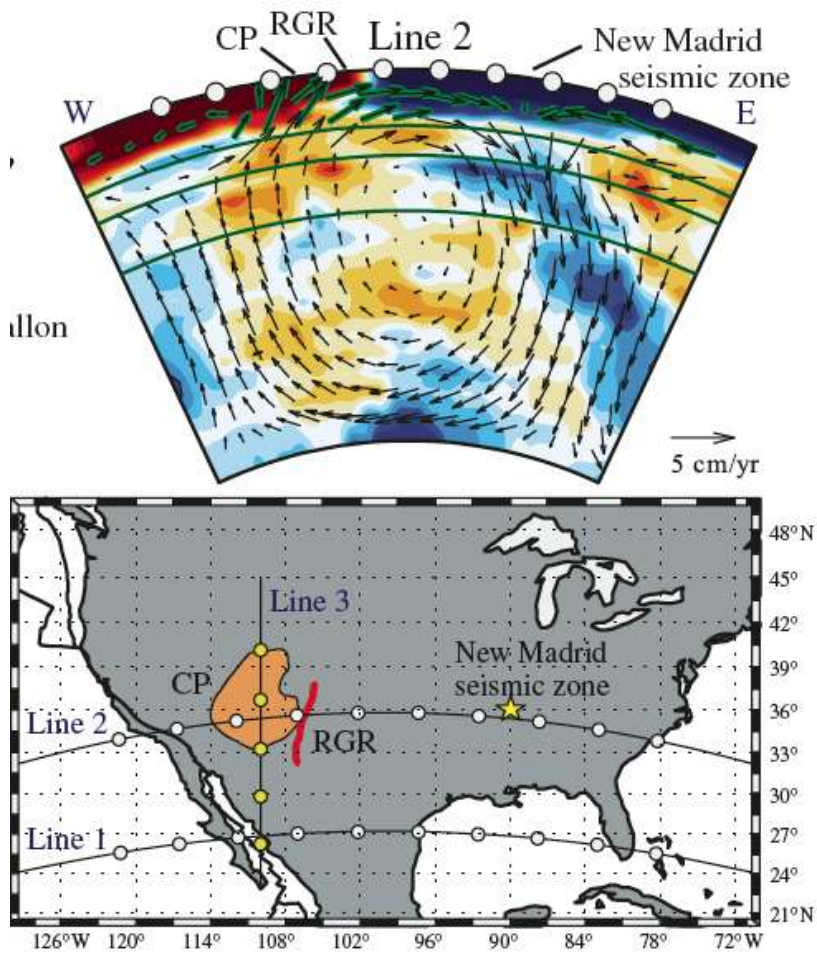 CP
RGR
Line 2
New Madrid
seismic zone
W
E
allon
5 cm/yr
48°N
45°
42°
39°
36°
33°
30°
27°
24°
21°N
Line 3
CP
New Madrid
seismic zone
Line 2
RGR
Line 1
126°W
120°
114°
108°
102°
96°
90°
84°
78°
72°W